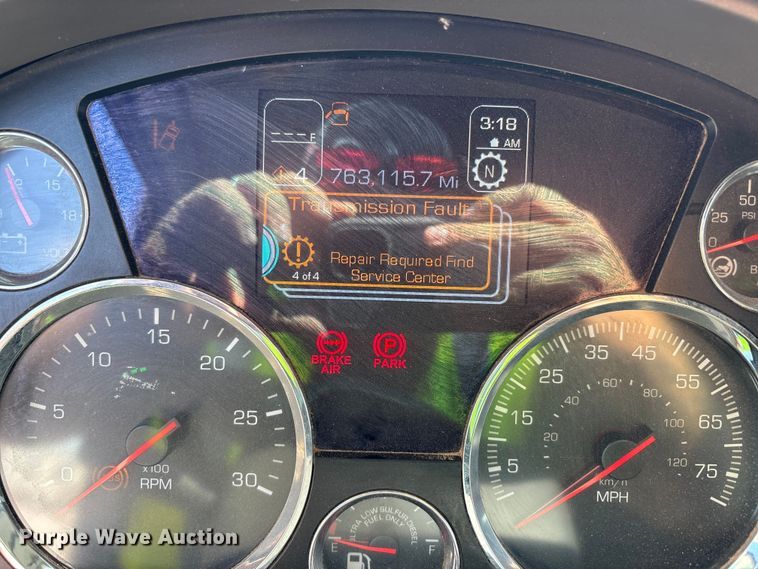 3:18
AM
E
4
763,115.7 Mi
N
Transmission Fault
Repair Required Find
Service Center
4 of 4
BRAKE
AIR
P
PARK
15
18
50
25
PSI
0
0
5
10
15
20
25
30
x100
RPM
5
15
25
35
45
55
65
75
20
40
60
80
100
120
km/h
MPH
ULTRA LOW SULFUR DIESEL
FUEL ONLY
E
F
Purple Wave Auction